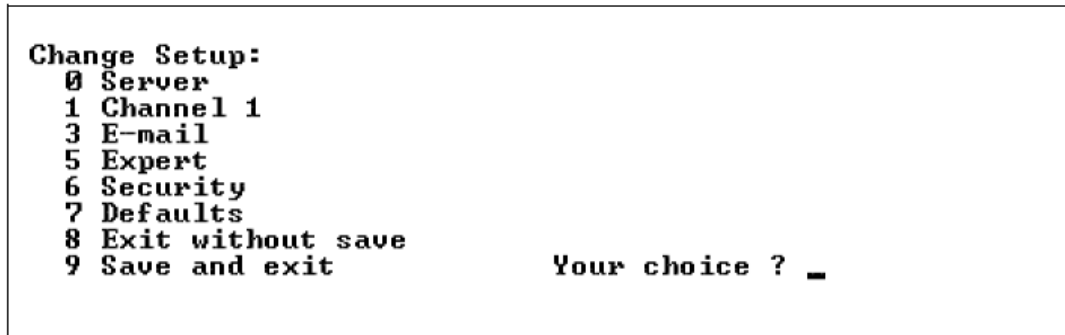 Change Setup:
0 Server
1 Channel 1
3 E-mail
5 Expert
6 Security
7 Defaults
8 Exit without save
9 Save and exit Your choice ? _